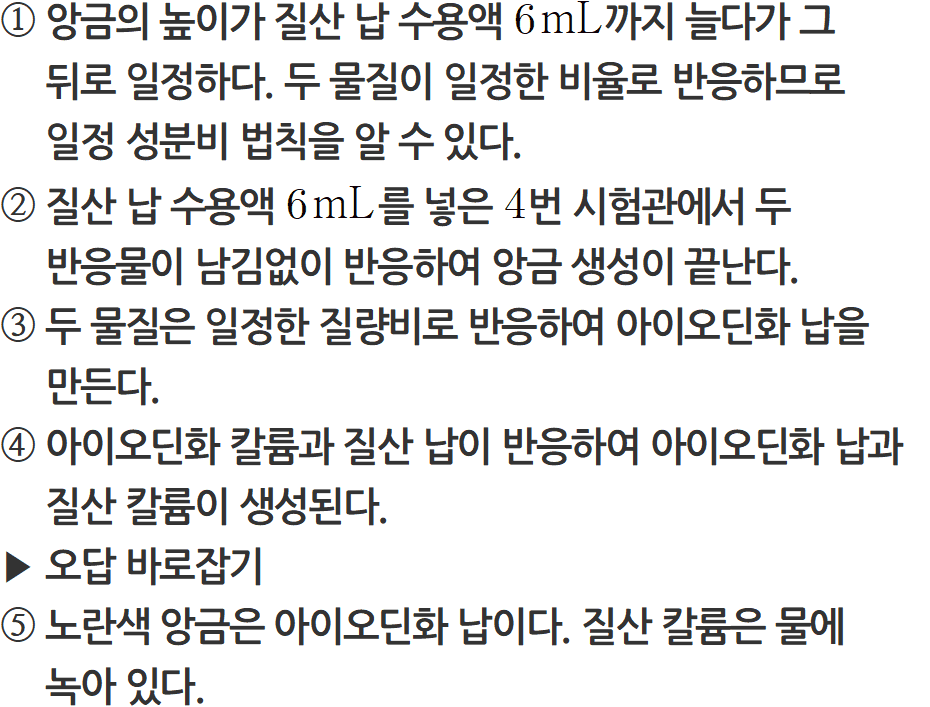 ① 앙금의 높이가 질산 납 수용액 6mL까지 늘다가 그
뒤로 일정하다. 두 물질이 일정한 비율로 반응하므로
일정 성분비 법칙을 알 수 있다.
② 질산 납 수용액 6mL를 넣은 4번 시험관에서 두
반응물이 남김없이 반응하여 앙금 생성이 끝난다.
③ 두 물질은 일정한 질량비로 반응하여 아이오딘화 납을
만든다.
④ 아이오딘화 칼륨과 질산 납이 반응하여 아이오딘화 납과
질산 칼륨이 생성된다.
▶ 오답 바로잡기
⑤ 노란색 앙금은 아이오딘화 납이다. 질산 칼륨은 물에
녹아 있다.